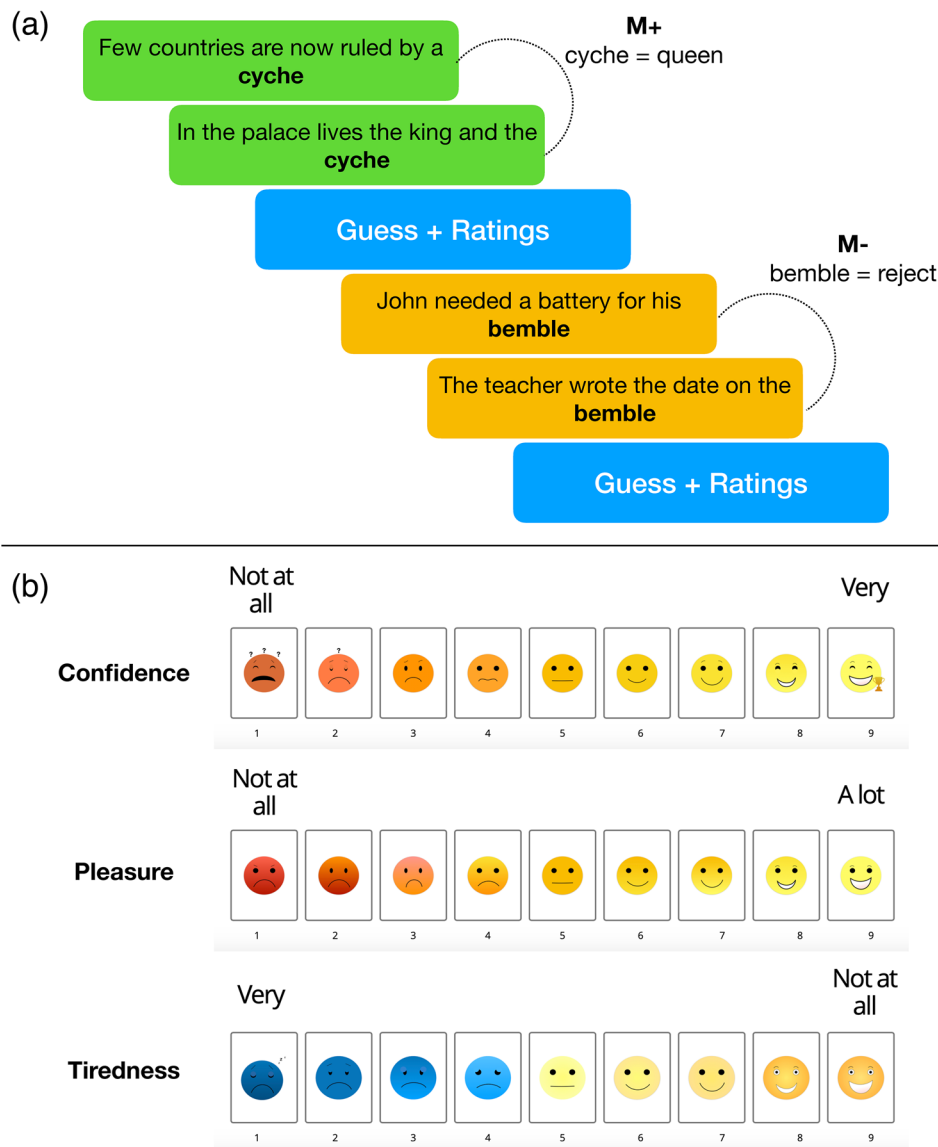 (a)
Few countries are now ruled by a
cyche
M+
cyche = queen
In the palace lives the king and the
cyche
Guess + Ratings
M-
bemble = reject
John needed a battery for his
bemble
The teacher wrote the date on the
bemble
Guess + Ratings
(b)
Not at
all
Very
Confidence
? ? ? ?
1 2 3 4 5 6 7 8 9
Not at
all
A lot
Pleasure
1 2 3 4 5 6 7 8 9
Very
Not at
all
Tiredness
1 2 3 4 5 6 7 8 9